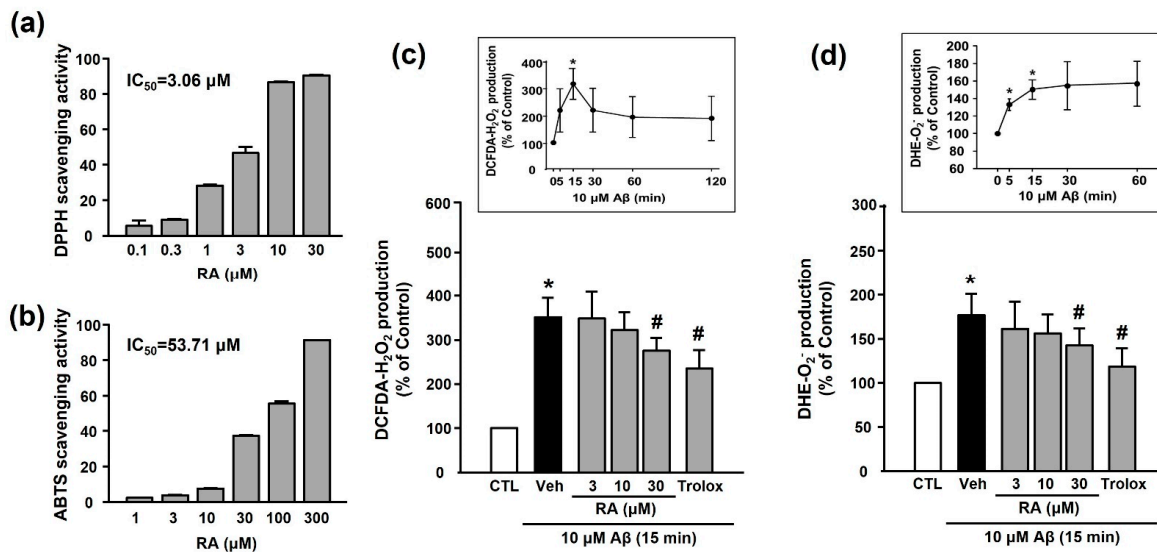 (a)
DPPH scavenging activity
100
80
60
40
20
0
IC50=3.06 µM
0.1 0.3 1 3 10 30
RA (µM)
(b)
ABTS scavenging activity
100
80
60
40
20
0
IC50=53.71 µM
1 3 10 30 100 300
RA (µM)
(c)
DCFDA-H2O2 production
(% of Control)
400
300
200
100
0
*
05 15 30 60 120
10 µM Aβ (min)
DCFDA-H2O2 production
(% of Control)
600
500
400
300
200
100
0
* # #
CTL Veh 3 10 30 Trolox
RA (µM)
10 µM Aβ (15 min)
(d)
DHE-O2- production
(% of Control)
180
160
140
120
100
80
60
* *
0 5 15 30 60
10 µM Aβ (min)
DHE-O2- production
(% of Control)
300
250
200
150
100
50
0
* # #
CTL Veh 3 10 30 Trolox
RA (µM)
10 µM Aβ (15 min)